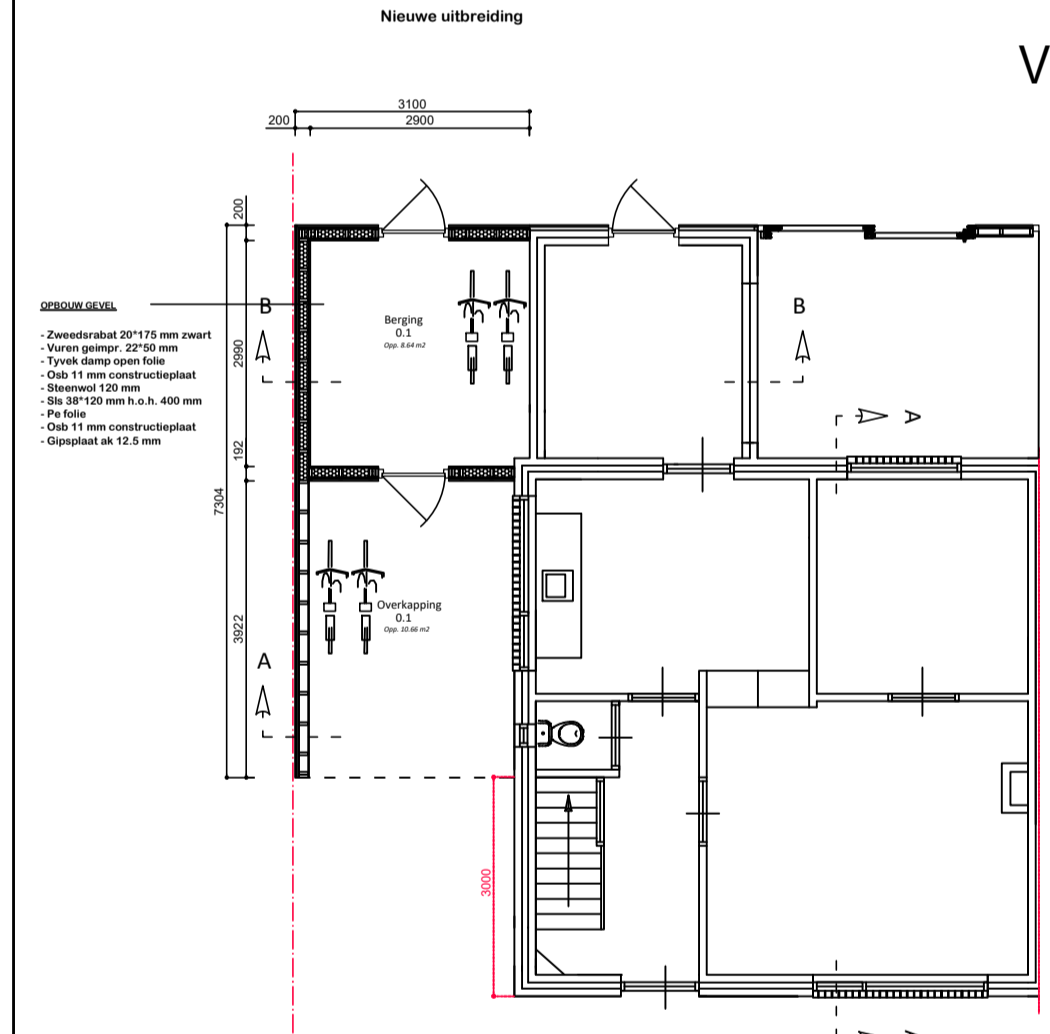 Nieuwe uitbreiding
V
3100
200
2900
200
OPBOUW GEVEL
- Zweedsrabat 20*175 mm zwart
- Vuren geimpr. 22*50 mm
- Tyvek damp open folie
- Osb 11 mm constructieplaat
- Steenwol 120 mm
- Sls 38*120 mm h.o.h. 400 mm
- Pe folie
- Osb 11 mm constructieplaat
- Gipsplaat ak 12.5 mm
B
B
Berging
0.1
Opp. 8.64 m2
2990
A
192
7304
Overkapping
0.1
Opp. 10.66 m2
3922
A
3000